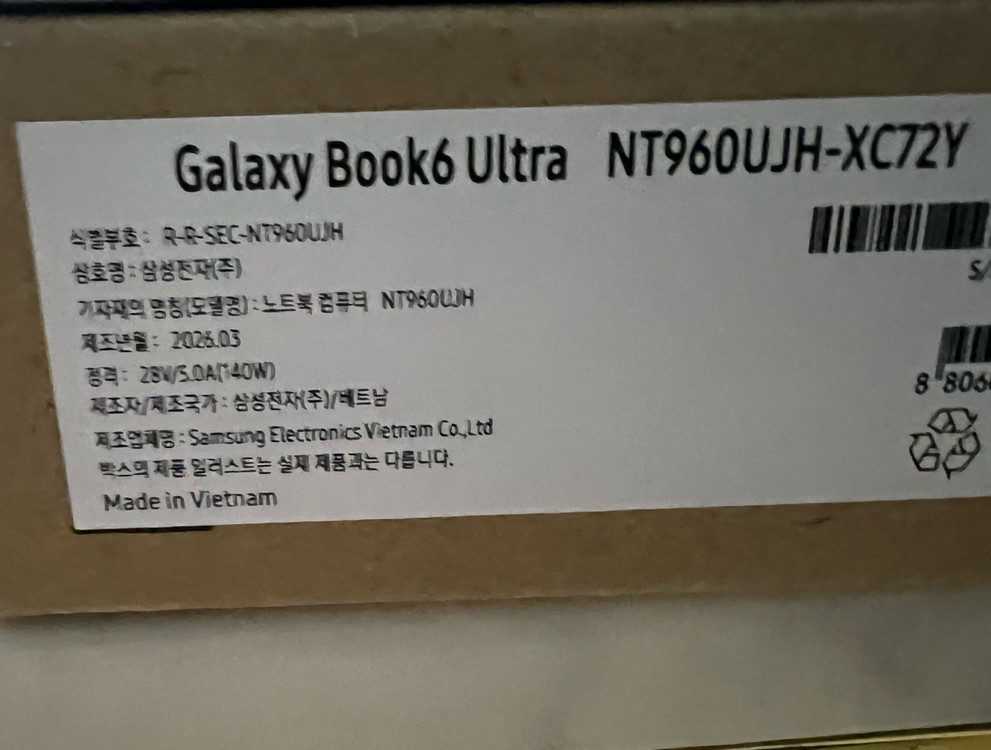 Galaxy Book6 Ultra NT960UJH-XC72Y
식별부호 : R-R-SEC-NT960UJH
상호명 : 삼성전자(주)
기자재의 명칭(모델명) : 노트북 컴퓨터 NT960UJH
제조년월 : 2026.03
정격 : 28V/5.0A(140W)
제조자/제조국가 : 삼성전자(주)/베트남
제조업체명 : Samsung Electronics Vietnam Co.,Ltd
박스의 제품 일러스트는 실제 제품과는 다릅니다.
Made in Vietnam
S/
8 806